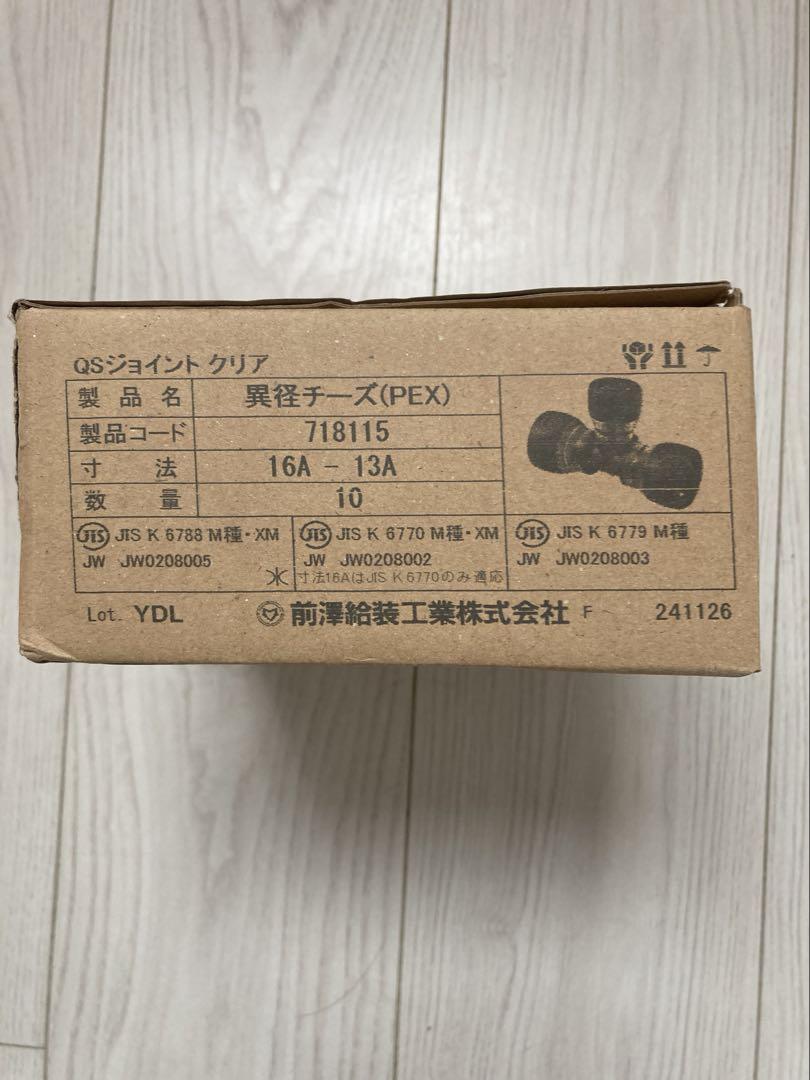 QSジョイント クリア
製品名 異径チーズ(PEX)
製品コード 718115
寸法 16A - 13A
数量 10
JIS JIS K 6788 M種・XM JIS JIS K 6770 M種・XM JIS JIS K 6779 M種
JW JW0208005 JW JW0208002 JW JW0208003
寸法16AはJIS K 6770のみ適応
Lot. YDL 前澤給装工業株式会社 F 241126